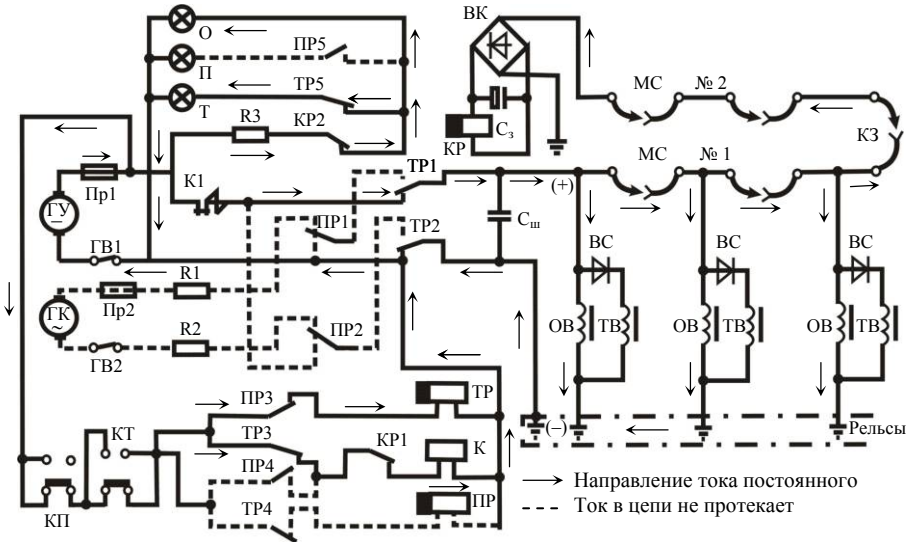 ВК
О
П
ПР5
МС
№ 2
Т
ТР5
R3
КР2
КР
Сз
КЗ
Пр1
К1
ТР1
МС
№ 1
(+)
ГУ
–
ПР1
ТР2
Сш
ГВ1
ВС
ВС
ВС
R1
ГК
~
Пр2
ПР2
ОВ
ТВ
ОВ
ТВ
ОВ
ТВ
R2
ГВ2
ПР3
ТР
(–)
Рельсы
КТ
ТР3
КР1
К
ПР4
Направление тока постоянного
КП
ТР4
ПР
Ток в цепи не протекает